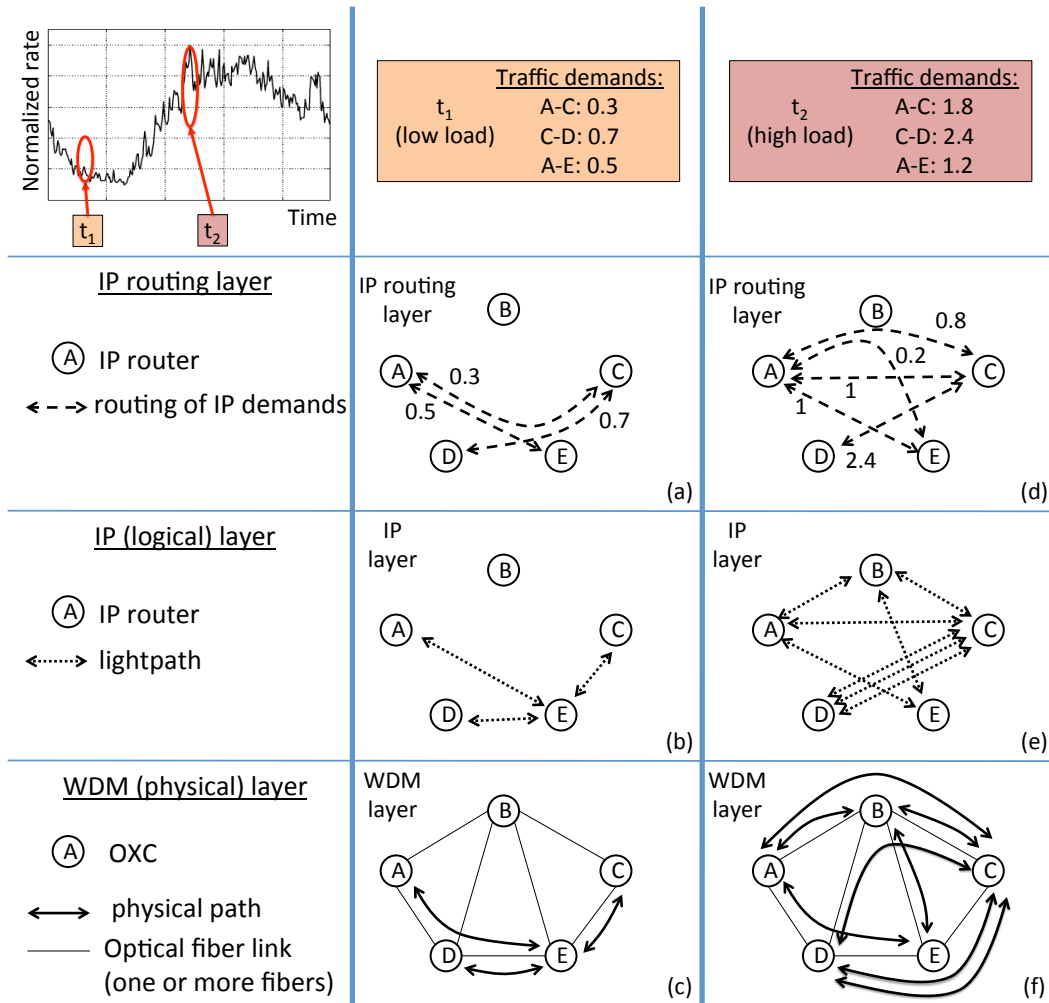 Normalized rate
Time
t1
t2
Traffic demands:
t1
(low load)
A-C: 0.3
C-D: 0.7
A-E: 0.5
Traffic demands:
t2
(high load)
A-C: 1.8
C-D: 2.4
A-E: 1.2
IP routing layer
A IP router
routing of IP demands
IP routing
layer
B
A
C
0.3
0.5
0.7
D
E
(a)
IP routing
layer
B
0.8
0.2
A
C
1
1
D
2.4
E
(d)
IP (logical) layer
A IP router
lightpath
IP
layer
B
A
C
D
E
(b)
IP
layer
B
A
C
D
E
(e)
WDM (physical) layer
A OXC
physical path
Optical fiber link
(one or more fibers)
WDM
layer
B
A
C
D
E
(c)
WDM
layer
B
A
C
D
E
(f)